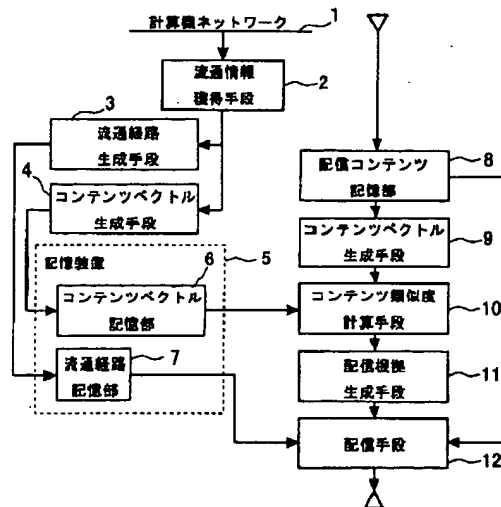 計算機ネットワーク
1
流通情報
獲得手段
2
3
流通経路
生成手段
4
コンテンツベクトル
生成手段
記憶装置
5
6
コンテンツベクトル
記憶部
7
流通経路
記憶部
配信コンテンツ
記憶部
8
コンテンツベクトル
生成手段
9
コンテンツ類似度
計算手段
10
配信根拠
生成手段
11
配信手段
12